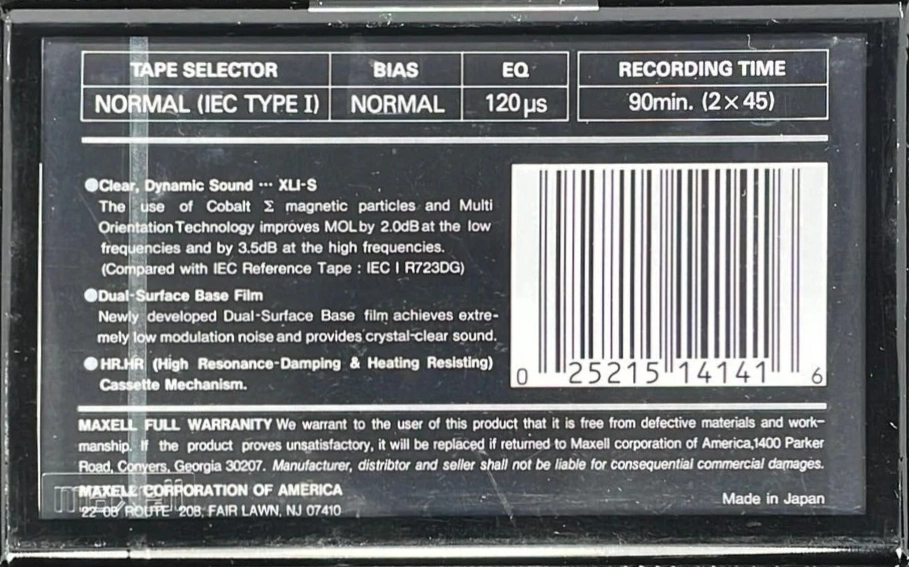 TAPE SELECTOR BIAS EQ RECORDING TIME
NORMAL (IEC TYPE I) NORMAL 120μs 90min. (2×45)
●Clear, Dynamic Sound ··· XLI-S
The use of Cobalt Σ magnetic particles and Multi
Orientation Technology improves MOL by 2.0dB at the low
frequencies and by 3.5dB at the high frequencies.
(Compared with IEC Reference Tape : IEC I R723DG)
●Dual-Surface Base Film
Newly developed Dual-Surface Base film achieves extre-
mely low modulation noise and provides crystal-clear sound.
●HR.HR (High Resonance-Damping & Heating Resisting)
Cassette Mechanism.
0 25215 14141 6
MAXELL FULL WARRANTY We warrant to the user of this product that it is free from defective materials and work-
manship. If the product proves unsatisfactory, it will be replaced if returned to Maxell corporation of America,1400 Parker
Road, Conyers, Georgia 30207. Manufacturer, distribtor and seller shall not be liable for consequential commercial damages.
maxell
MAXELL CORPORATION OF AMERICA
22-08 ROUTE 208, FAIR LAWN, NJ 07410
Made in Japan